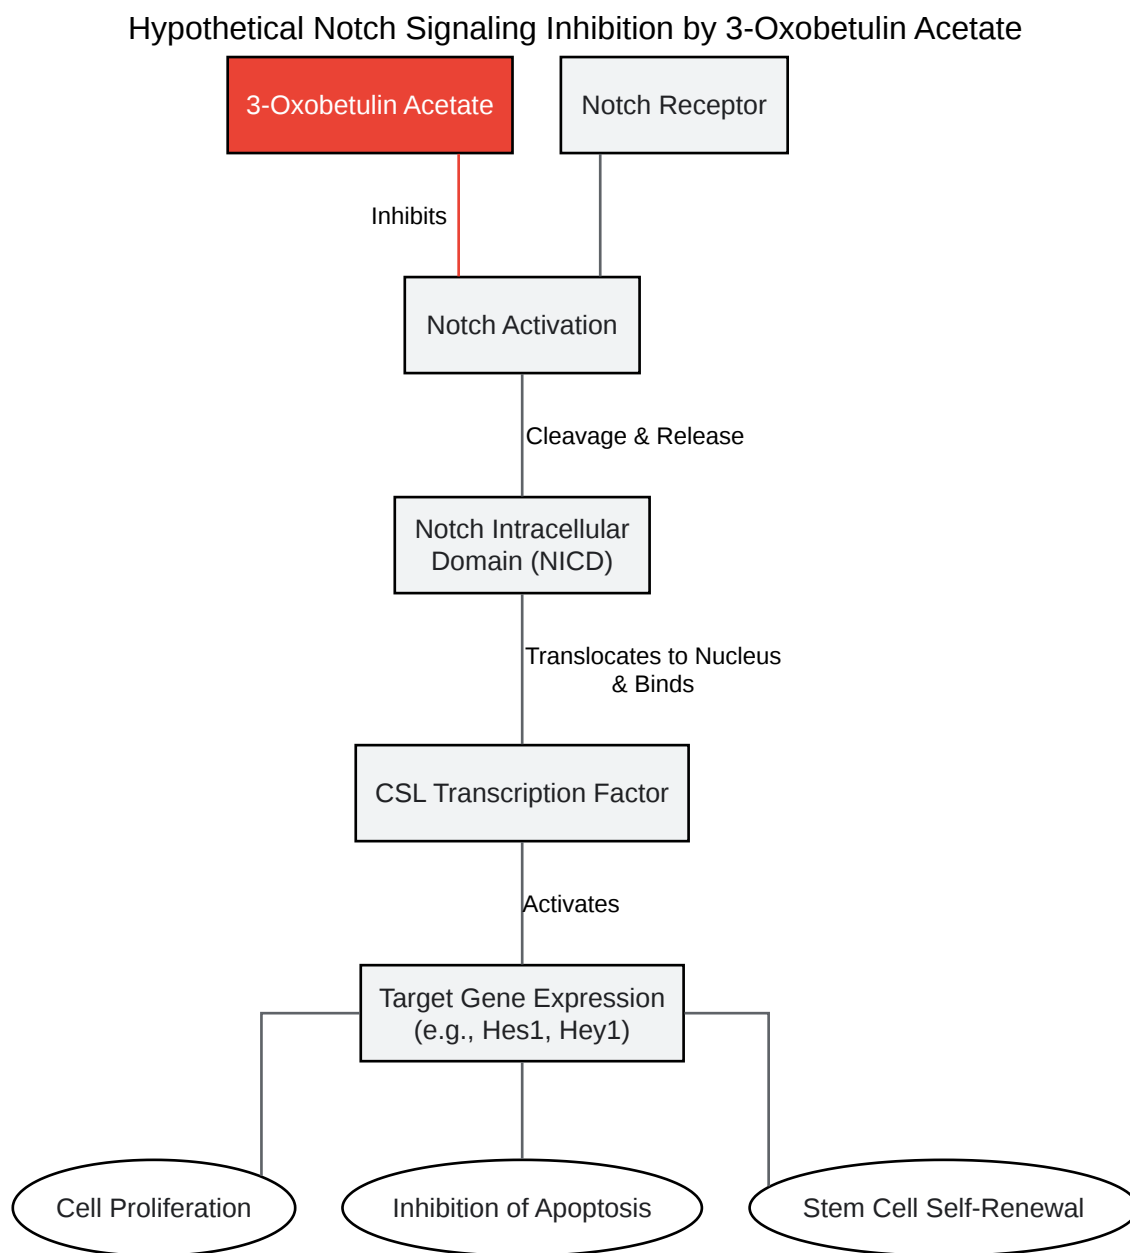 Hypothetical Notch Signaling Inhibition by 3-Oxobetulin Acetate
3-Oxobetulin Acetate
Notch Receptor
Inhibits
Notch Activation
Cleavage & Release
Notch Intracellular
Domain (NICD)
Translocates to Nucleus
& Binds
CSL Transcription Factor
Activates
Target Gene Expression
(e.g., Hes1, Hey1)
Cell Proliferation
Inhibition of Apoptosis
Stem Cell Self-Renewal